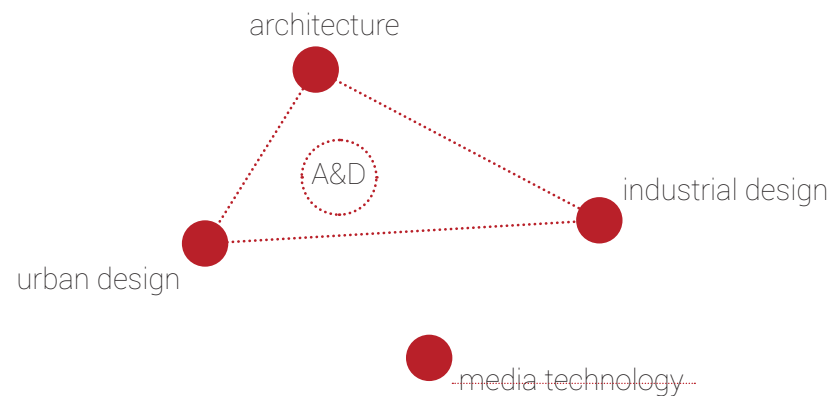 architecture
A&D
industrial design
urban design
media technology